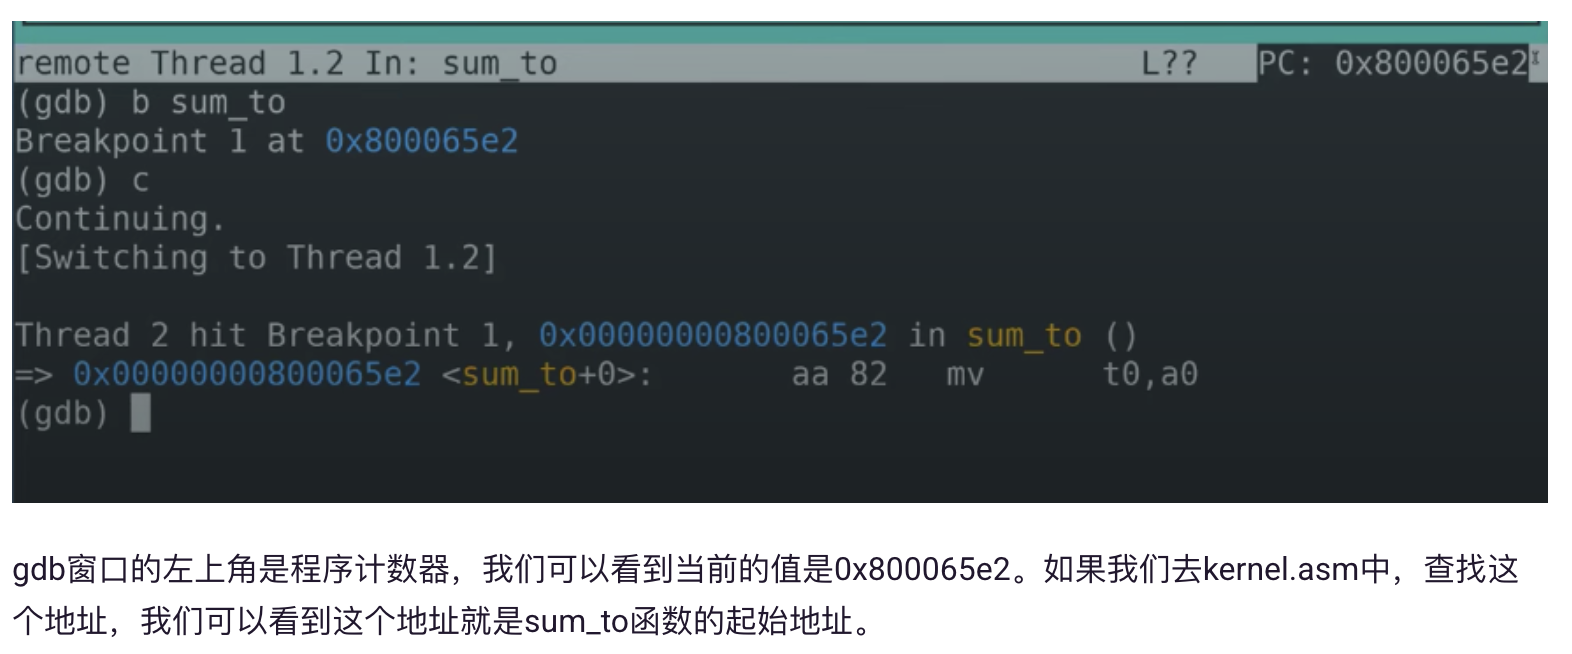 remote Thread 1.2 In: sum_to L?? PC: 0x800065e2
(gdb) b sum_to
Breakpoint 1 at 0x800065e2
(gdb) c
Continuing.
[Switching to Thread 1.2]
Thread 2 hit Breakpoint 1, 0x00000000800065e2 in sum_to ()
=> 0x00000000800065e2 <sum_to+0>: aa 82 mv t0,a0
(gdb)
gdb窗口的左上角是程序计数器，我们可以看到当前的值是0x800065e2。如果我们去kernel.asm中，查找这
个地址，我们可以看到这个地址就是sum_to函数的起始地址。